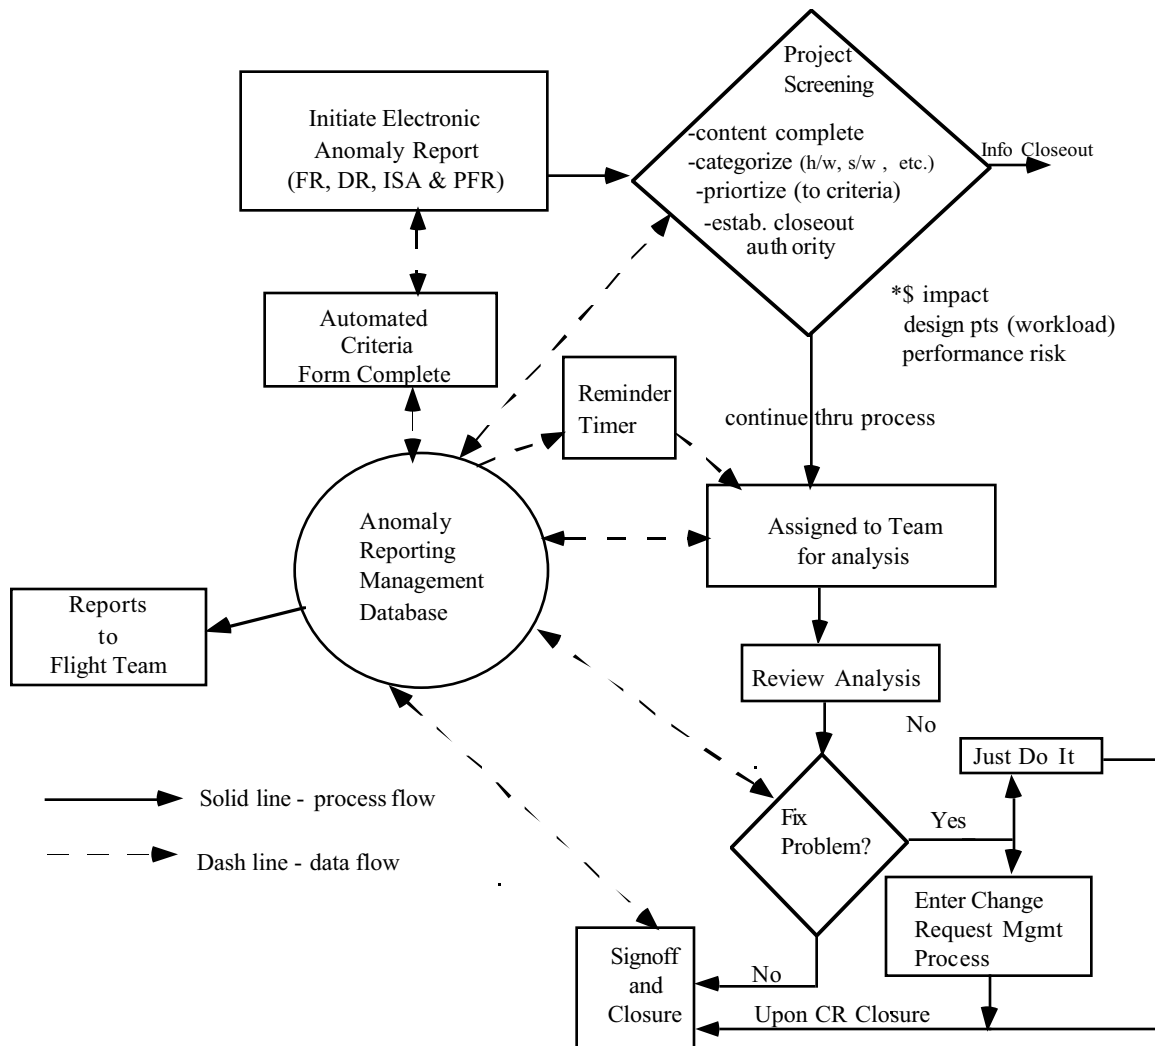 Project
Screening
-content complete
-categorize (h/w, s/w , etc.)
-priortize (to criteria)
-estab. closeout
auth ority
Info Closeout
Initiate Electronic
Anomaly Report
(FR, DR, ISA & PFR)
*$ impact
design pts (workload)
performance risk
Automated
Criteria
Form Complete
Reminder
Timer
continue thru process
Anomaly
Reporting
Management
Database
Assigned to Team
for analysis
Reports
to
Flight Team
Review Analysis
No
Just Do It
Solid line - process flow
Dash line - data flow
Fix
Problem?
Yes
Enter Change
Request Mgmt
Process
Signoff
and
Closure
No
Upon CR Closure